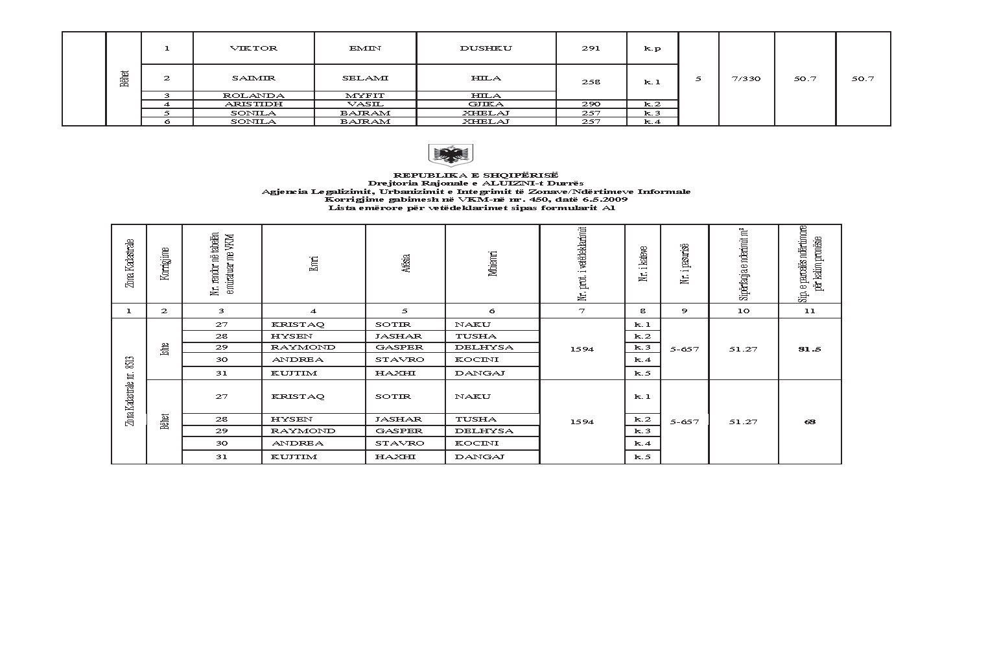 Bëhet 1 VIKTOR EMIN DUSHKU 291 k.p 5 7/330 50.7 50.7
2 SAIMIR SELAMI HILA 258 k.1
3 ROLANDA MYFIT HILA
4 ARISTIDH VASIL GJIKA 290 k.2
5 SONILA BAJRAM XHELAJ 257 k.3
6 SONILA BAJRAM XHELAJ 257 k.4
REPUBLIKA E SHQIPËRISË
Drejtoria Rajonale e ALUIZNI-t Durrës
Agjencia Legalizimit, Urbanizimit e Integrimit të Zonave/Ndërtimeve Informale
Korrigjime gabimesh në VKM-në nr. 450, datë 6.5.2009
Lista emërore për vetëdeklarimet sipas formularit A1
Zona Kadastrale
Korrigjime
Nr. rendor në tabelën
e miratuar me VKM
Emri
Atësia
Mbiemri
Nr. prot. i vetëdeklarimit
Nr. i kateve
Nr. i pasurisë
Sipërfaqja e ndërimit m²
Sip. e parcelës ndërtimore
për kalim pronësie
1 2 3 4 5 6 7 8 9 10 11
Zona Kadastrale nr. 8513
Ishte
27 KRISTAQ SOTIR NAKU 1594 k.1 5-657 51.27 81.5
28 HYSEN JASHAR TUSHA k.2
29 RAYMOND GASPER DELHYSA k.3
30 ANDREA STAVRO KOCINI k.4
31 KUJTIM HAXHI DANGAJ k.5
Bëhet
27 KRISTAQ SOTIR NAKU 1594 k.1 5-657 51.27 68
28 HYSEN JASHAR TUSHA k.2
29 RAYMOND GASPER DELHYSA k.3
30 ANDREA STAVRO KOCINI k.4
31 KUJTIM HAXHI DANGAJ k.5